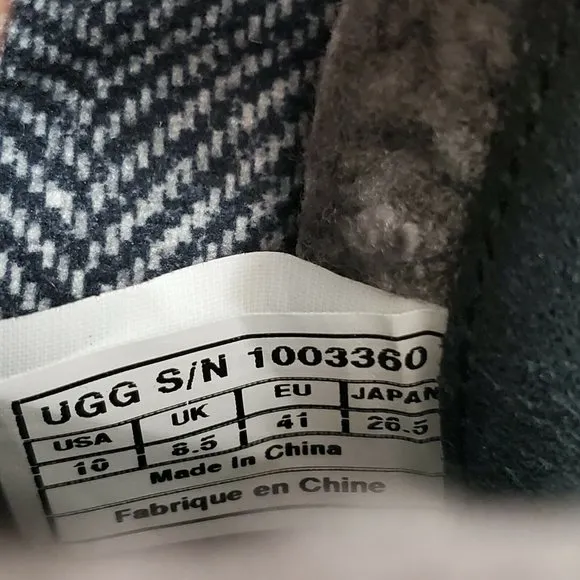 UGG S/N 1003360
USA UK EU JAPAN
10 8.5 41 26.5
Made in China
Fabrique en Chine